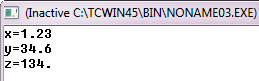 (Inactive C:\TCWIN45\BIN\NONAME03.EXE)
x=1.23
y=34.6
z=134.